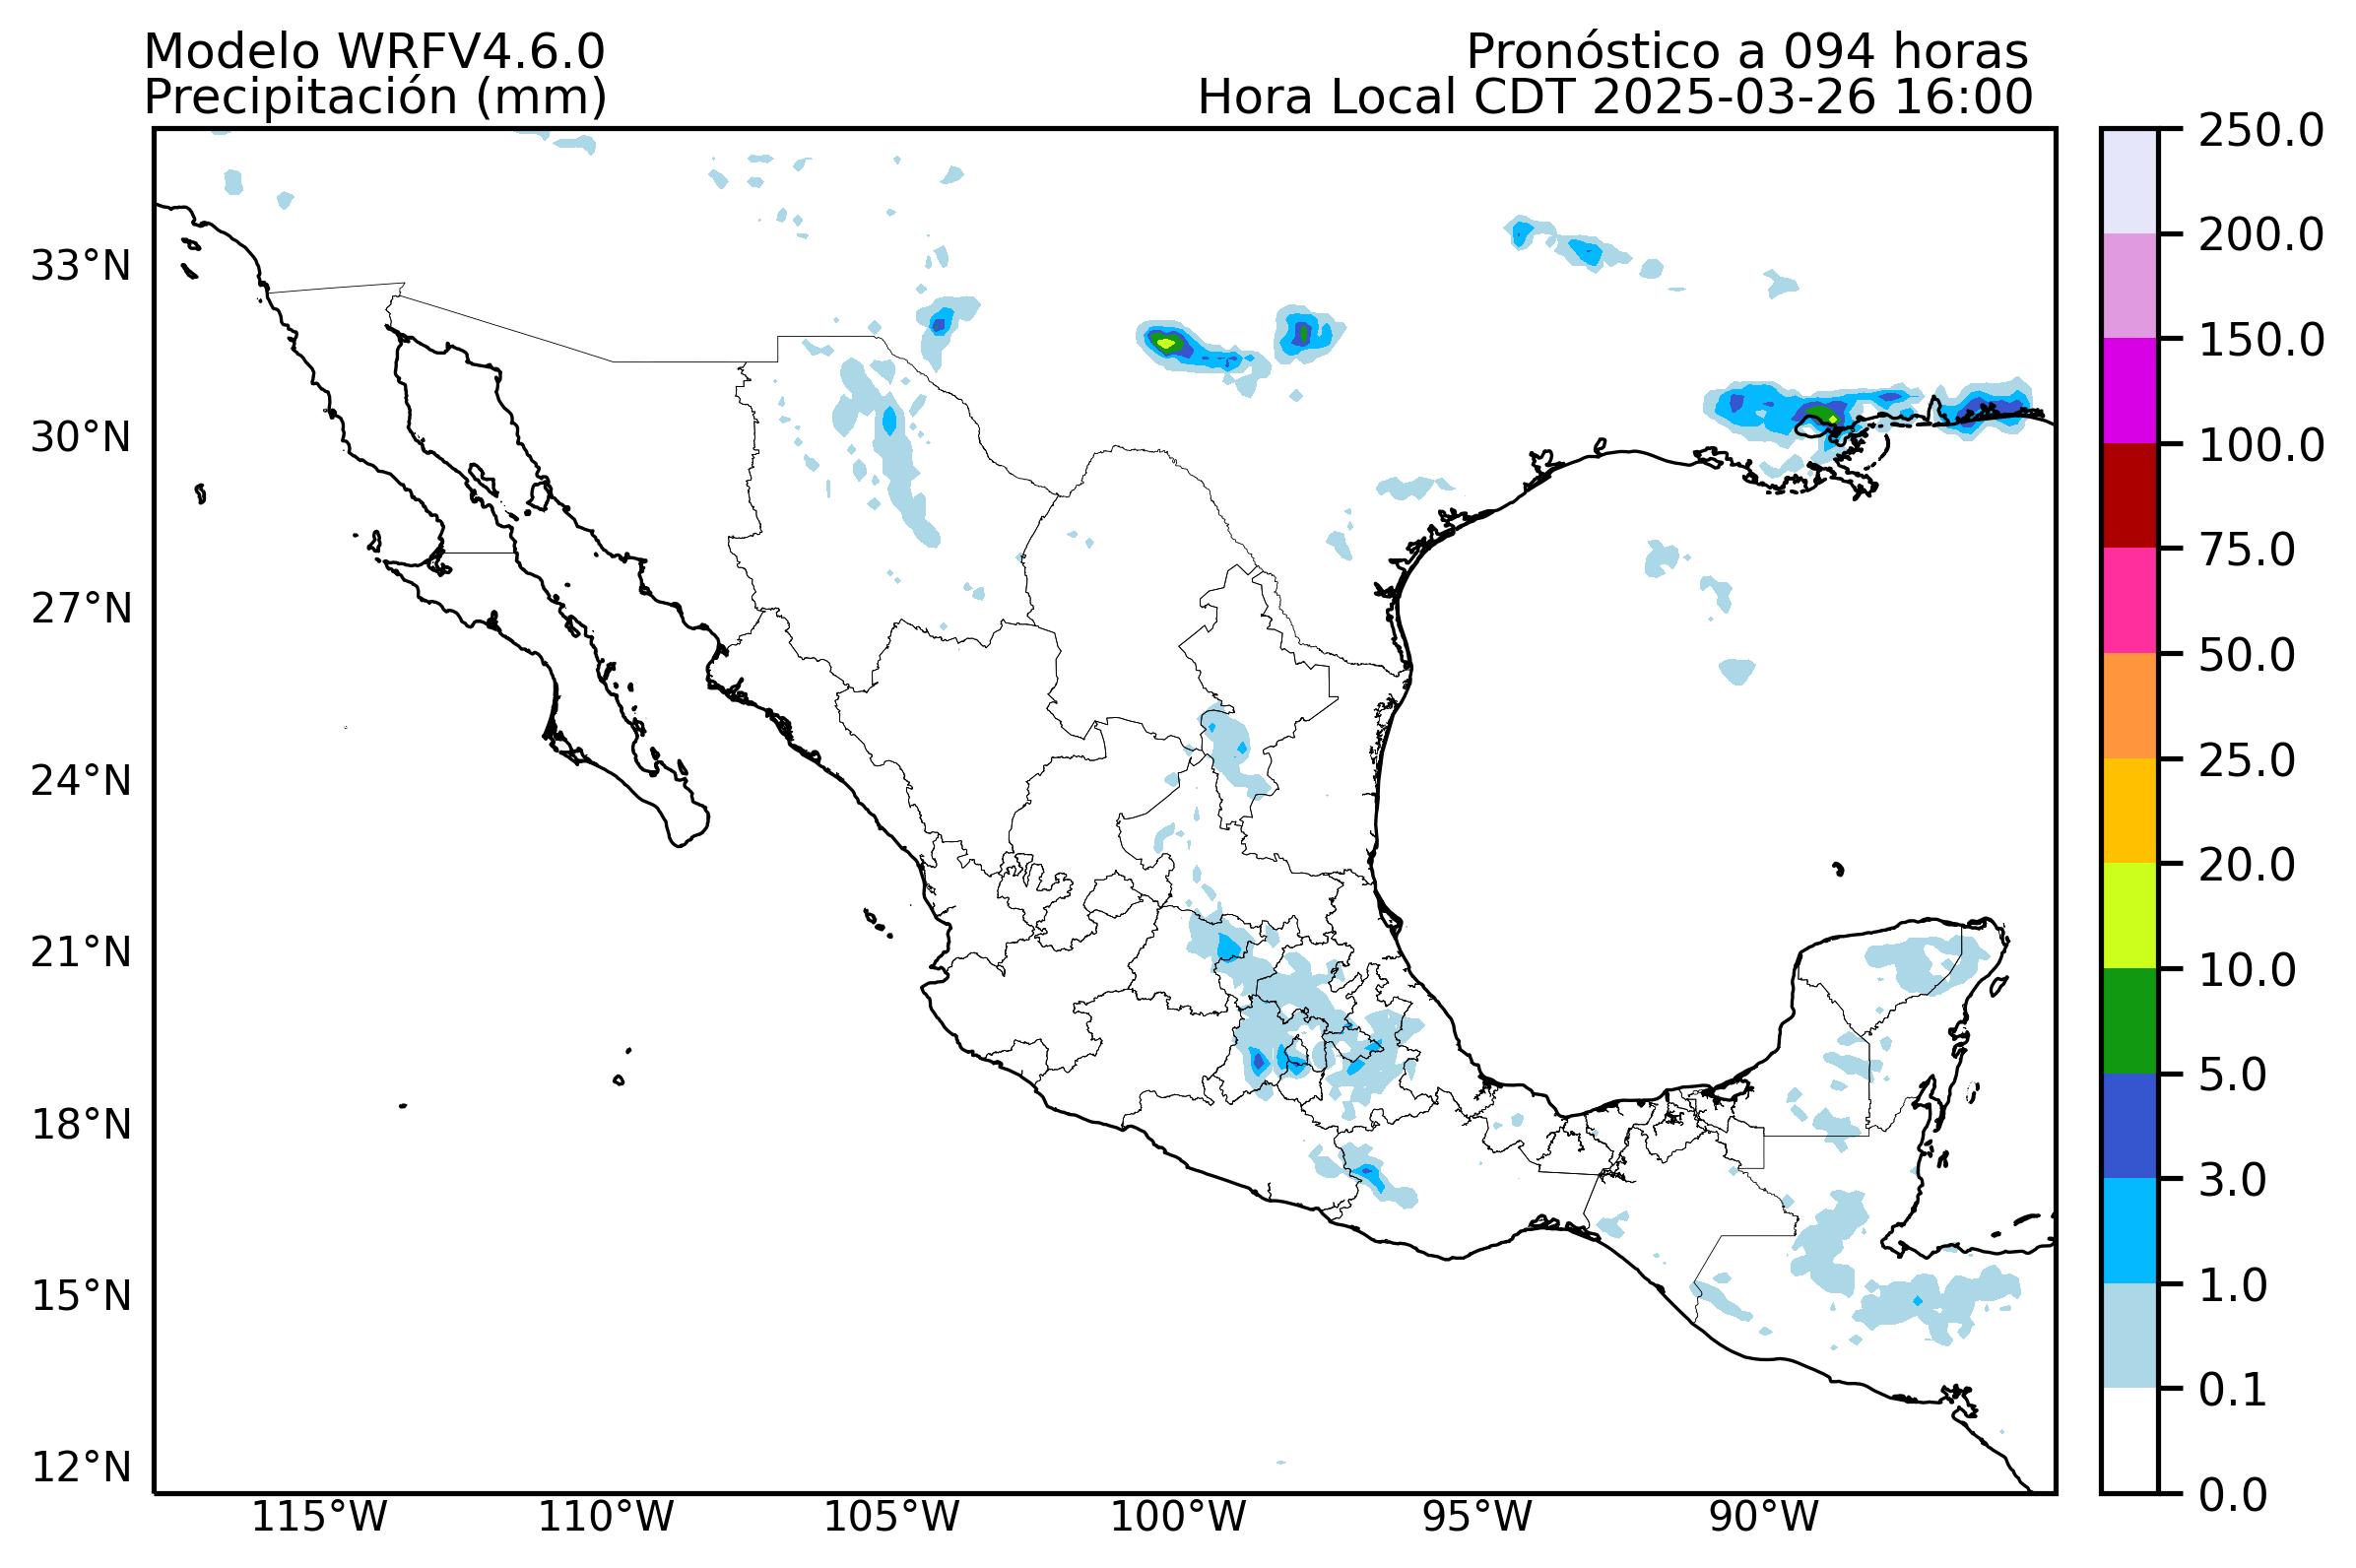 Modelo WRFV4.6.0
Pronóstico a 094 horas
Precipitación (mm)
Hora Local CDT 2025-03-26 16:00
250.0
200.0
150.0
100.0
75.0
50.0
25.0
20.0
10.0
5.0
3.0
1.0
0.1
0.0
33°N
30°N
27°N
24°N
21°N
18°N
15°N
12°N
115°W
110°W
105°W
100°W
95°W
90°W